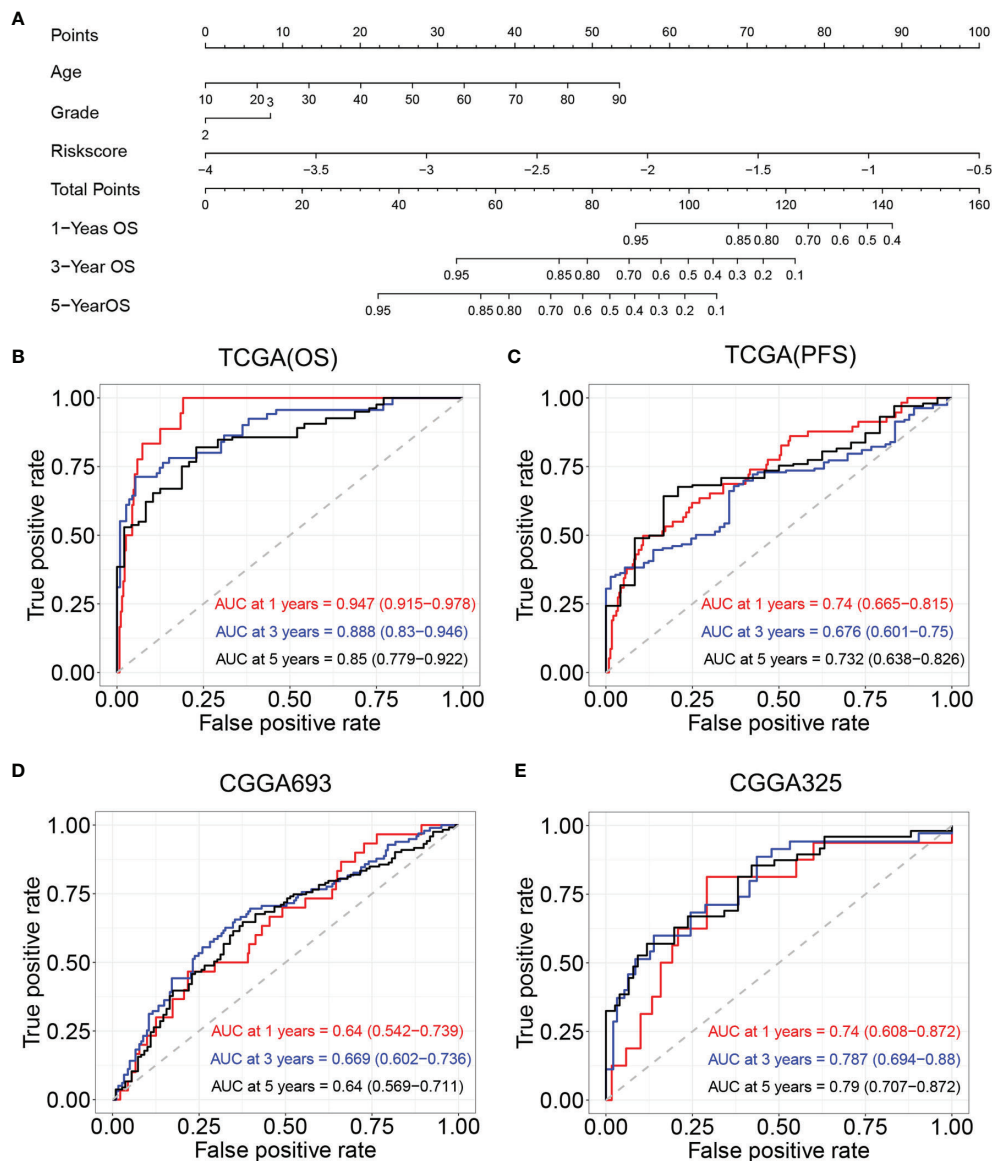 A
Points
0 10 20 30 40 50 60 70 80 90 100
Age
10 20 30 40 50 60 70 80 90
Grade
3
2
Riskscore
−4 −3.5 −3 −2.5 −2 −1.5 −1 −0.5
Total Points
0 20 40 60 80 100 120 140 160
1−Yeas OS
0.95 0.85 0.80 0.70 0.6 0.5 0.4
3−Year OS
0.95 0.85 0.80 0.70 0.6 0.5 0.4 0.3 0.2 0.1
5−YearOS
0.95 0.85 0.80 0.70 0.6 0.5 0.4 0.3 0.2 0.1
B
TCGA(OS)
True positive rate
1.00
0.75
0.50
0.25
0.00
AUC at 1 years = 0.947 (0.915−0.978)
AUC at 3 years = 0.888 (0.83−0.946)
AUC at 5 years = 0.85 (0.779−0.922)
0.00 0.25 0.50 0.75 1.00
False positive rate
C
TCGA(PFS)
True positive rate
1.00
0.75
0.50
0.25
0.00
AUC at 1 years = 0.74 (0.665−0.815)
AUC at 3 years = 0.676 (0.601−0.75)
AUC at 5 years = 0.732 (0.638−0.826)
0.00 0.25 0.50 0.75 1.00
False positive rate
D
CGGA693
True positive rate
1.00
0.75
0.50
0.25
0.00
AUC at 1 years = 0.64 (0.542−0.739)
AUC at 3 years = 0.669 (0.602−0.736)
AUC at 5 years = 0.64 (0.569−0.711)
0.00 0.25 0.50 0.75 1.00
False positive rate
E
CGGA325
True positive rate
1.00
0.75
0.50
0.25
0.00
AUC at 1 years = 0.74 (0.608−0.872)
AUC at 3 years = 0.787 (0.694−0.88)
AUC at 5 years = 0.79 (0.707−0.872)
0.00 0.25 0.50 0.75 1.00
False positive rate